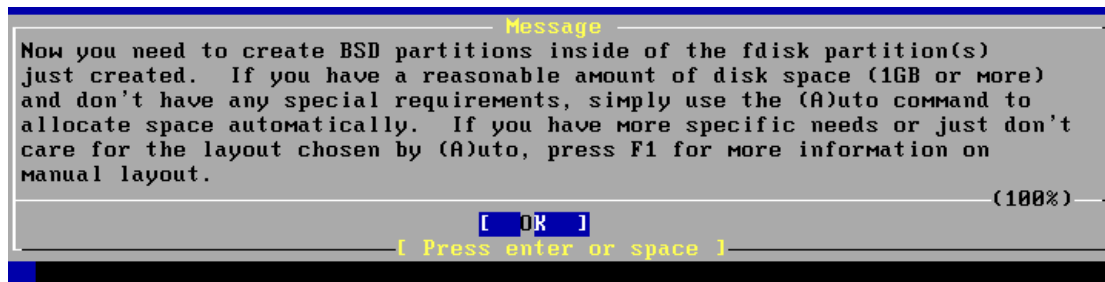 Message
Now you need to create BSD partitions inside of the fdisk partition(s)
just created.  If you have a reasonable amount of disk space (1GB or more)
and don't have any special requirements, simply use the (A)uto command to
allocate space automatically.  If you have more specific needs or just don't
care for the layout chosen by (A)uto, press F1 for more information on
manual layout.
(100%)
[  OK  ]
[ Press enter or space ]